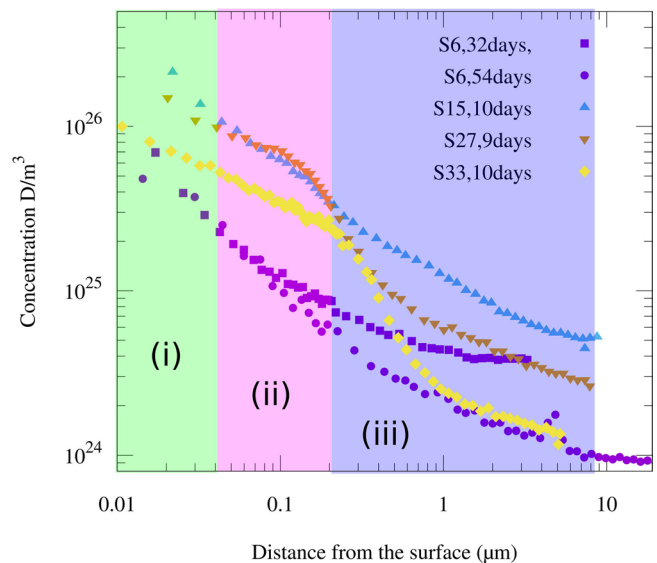 S6,32days,
S6,54days
S15,10days
S27,9days
S33,10days
10^26
10^25
10^24
Concentration D/m^3
(i)
(ii)
(iii)
0.01 0.1 1 10
Distance from the surface (μm)